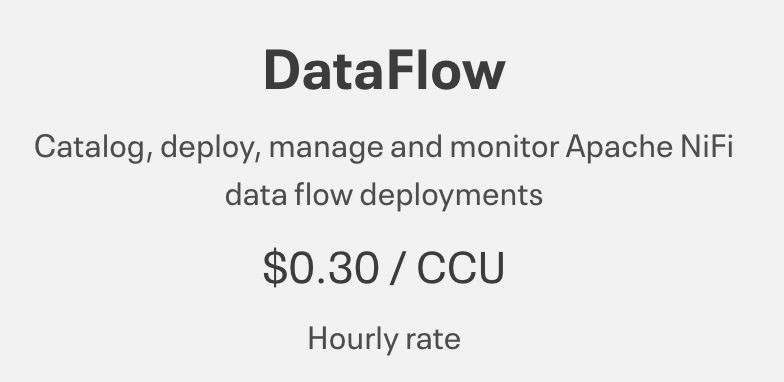 DataFlow
Catalog, deploy, manage and monitor Apache NiFi
data flow deployments
$0.30 / CCU
Hourly rate